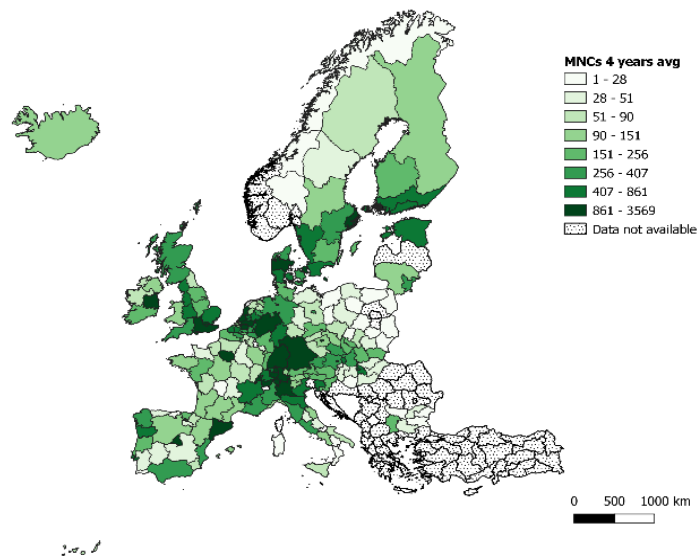 MNCs 4 years avg
1 - 28
28 - 51
51 - 90
90 - 151
151 - 256
256 - 407
407 - 861
861 - 3569
Data not available
0 500 1000 km